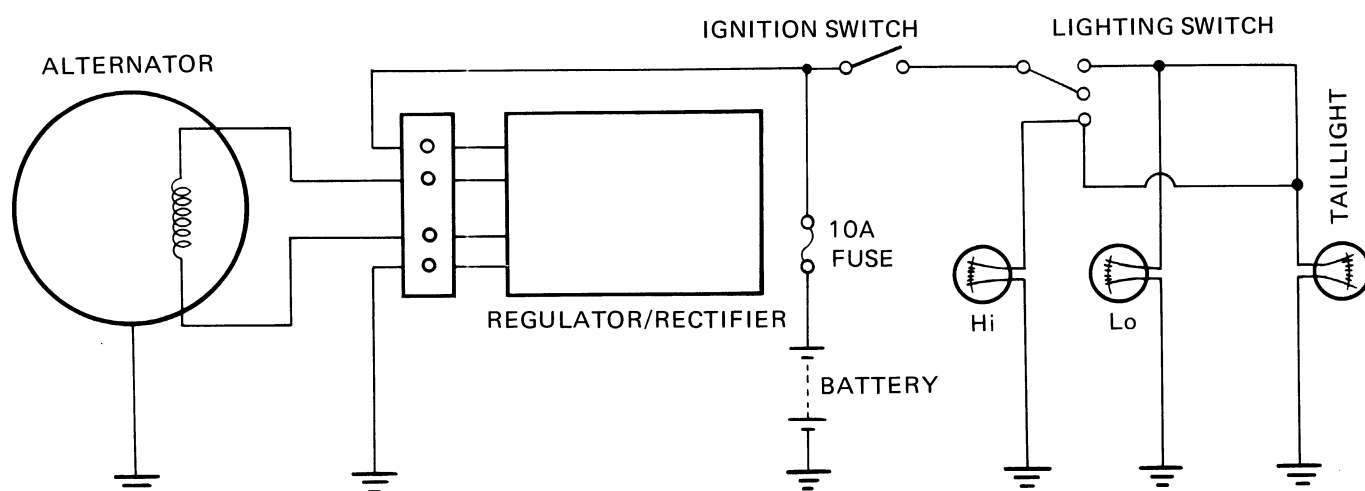 IGNITION SWITCH
LIGHTING SWITCH
ALTERNATOR
TAILLIGHT
10A
FUSE
REGULATOR/RECTIFIER
Hi
Lo
BATTERY